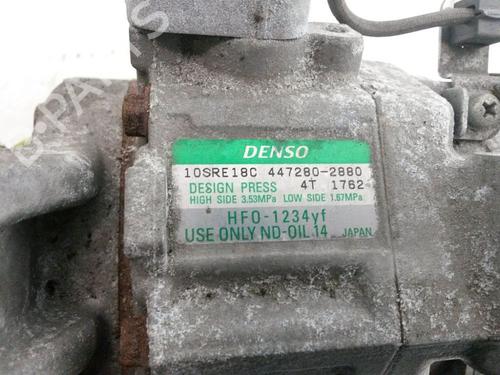 DENSO
10SRE18C 447280-2880
DESIGN PRESS 4T 1762
HIGH SIDE 3.53MPa LOW SIDE 1.67MPa
HFO-1234yf
USE ONLY ND-OIL 14 JAPAN
B-PARTS